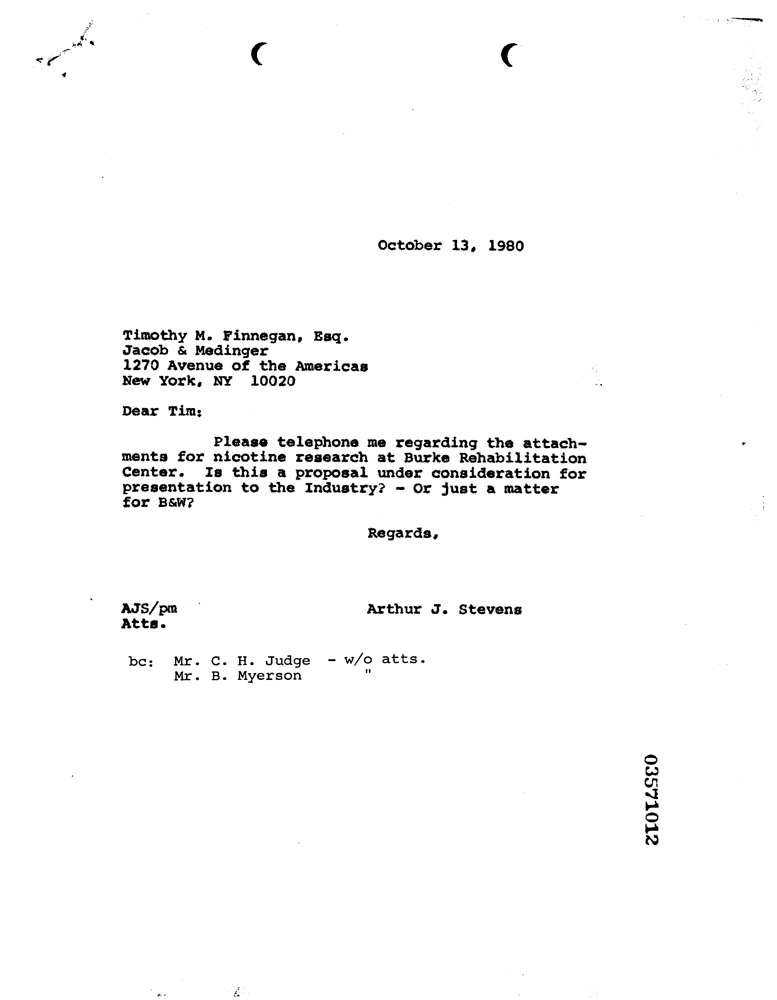 October 13, 1980
Timothy M. Finnegan, Esq.
Jacob & Medinger
1270 Avenue of the Americas
New York, NY 10020
Dear Tim:
Please telephone me regarding the attach-
ments for nicotine research at Burke Rehabilitation
Center. Is this a proposal under consideration for
presentation to the Industry? - Or just a matter
for B&W?
Regards,
AJS/pm Arthur J. Stevens
Atts.
bc: Mr. C. H. Judge - w/o atts.
Mr. B. Myerson "
03571012